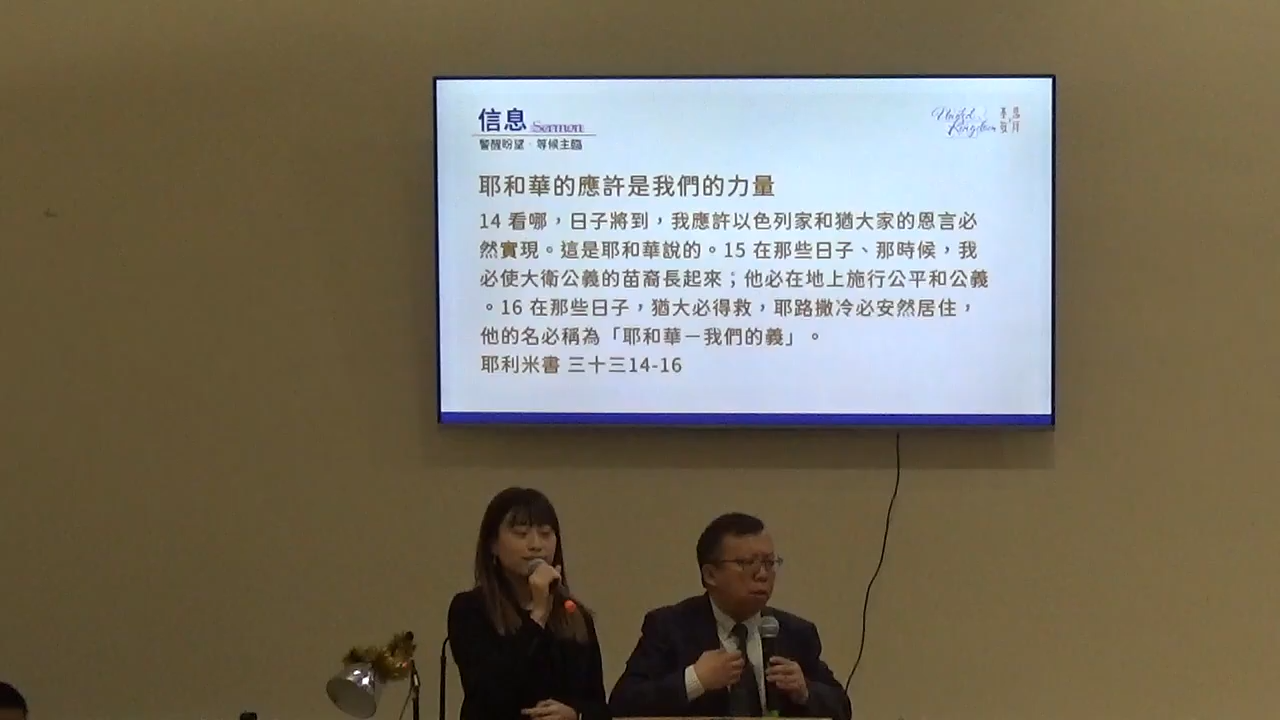 信息 Sermon
警醒盼望 · 等候主臨
United Kingdom
耶和華的應許是我們的力量
14 看哪，日子將到，我應許以色列家和猶大家的恩言必
然實現。這是耶和華說的。15 在那些日子、那時候，我
必使大衛公義的苗裔長起來；他必在地上施行公平和公義
。16 在那些日子，猶大必得救，耶路撒冷必安然居住，
他的名必稱為「耶和華－我們的義」。
耶利米書 三十三14-16